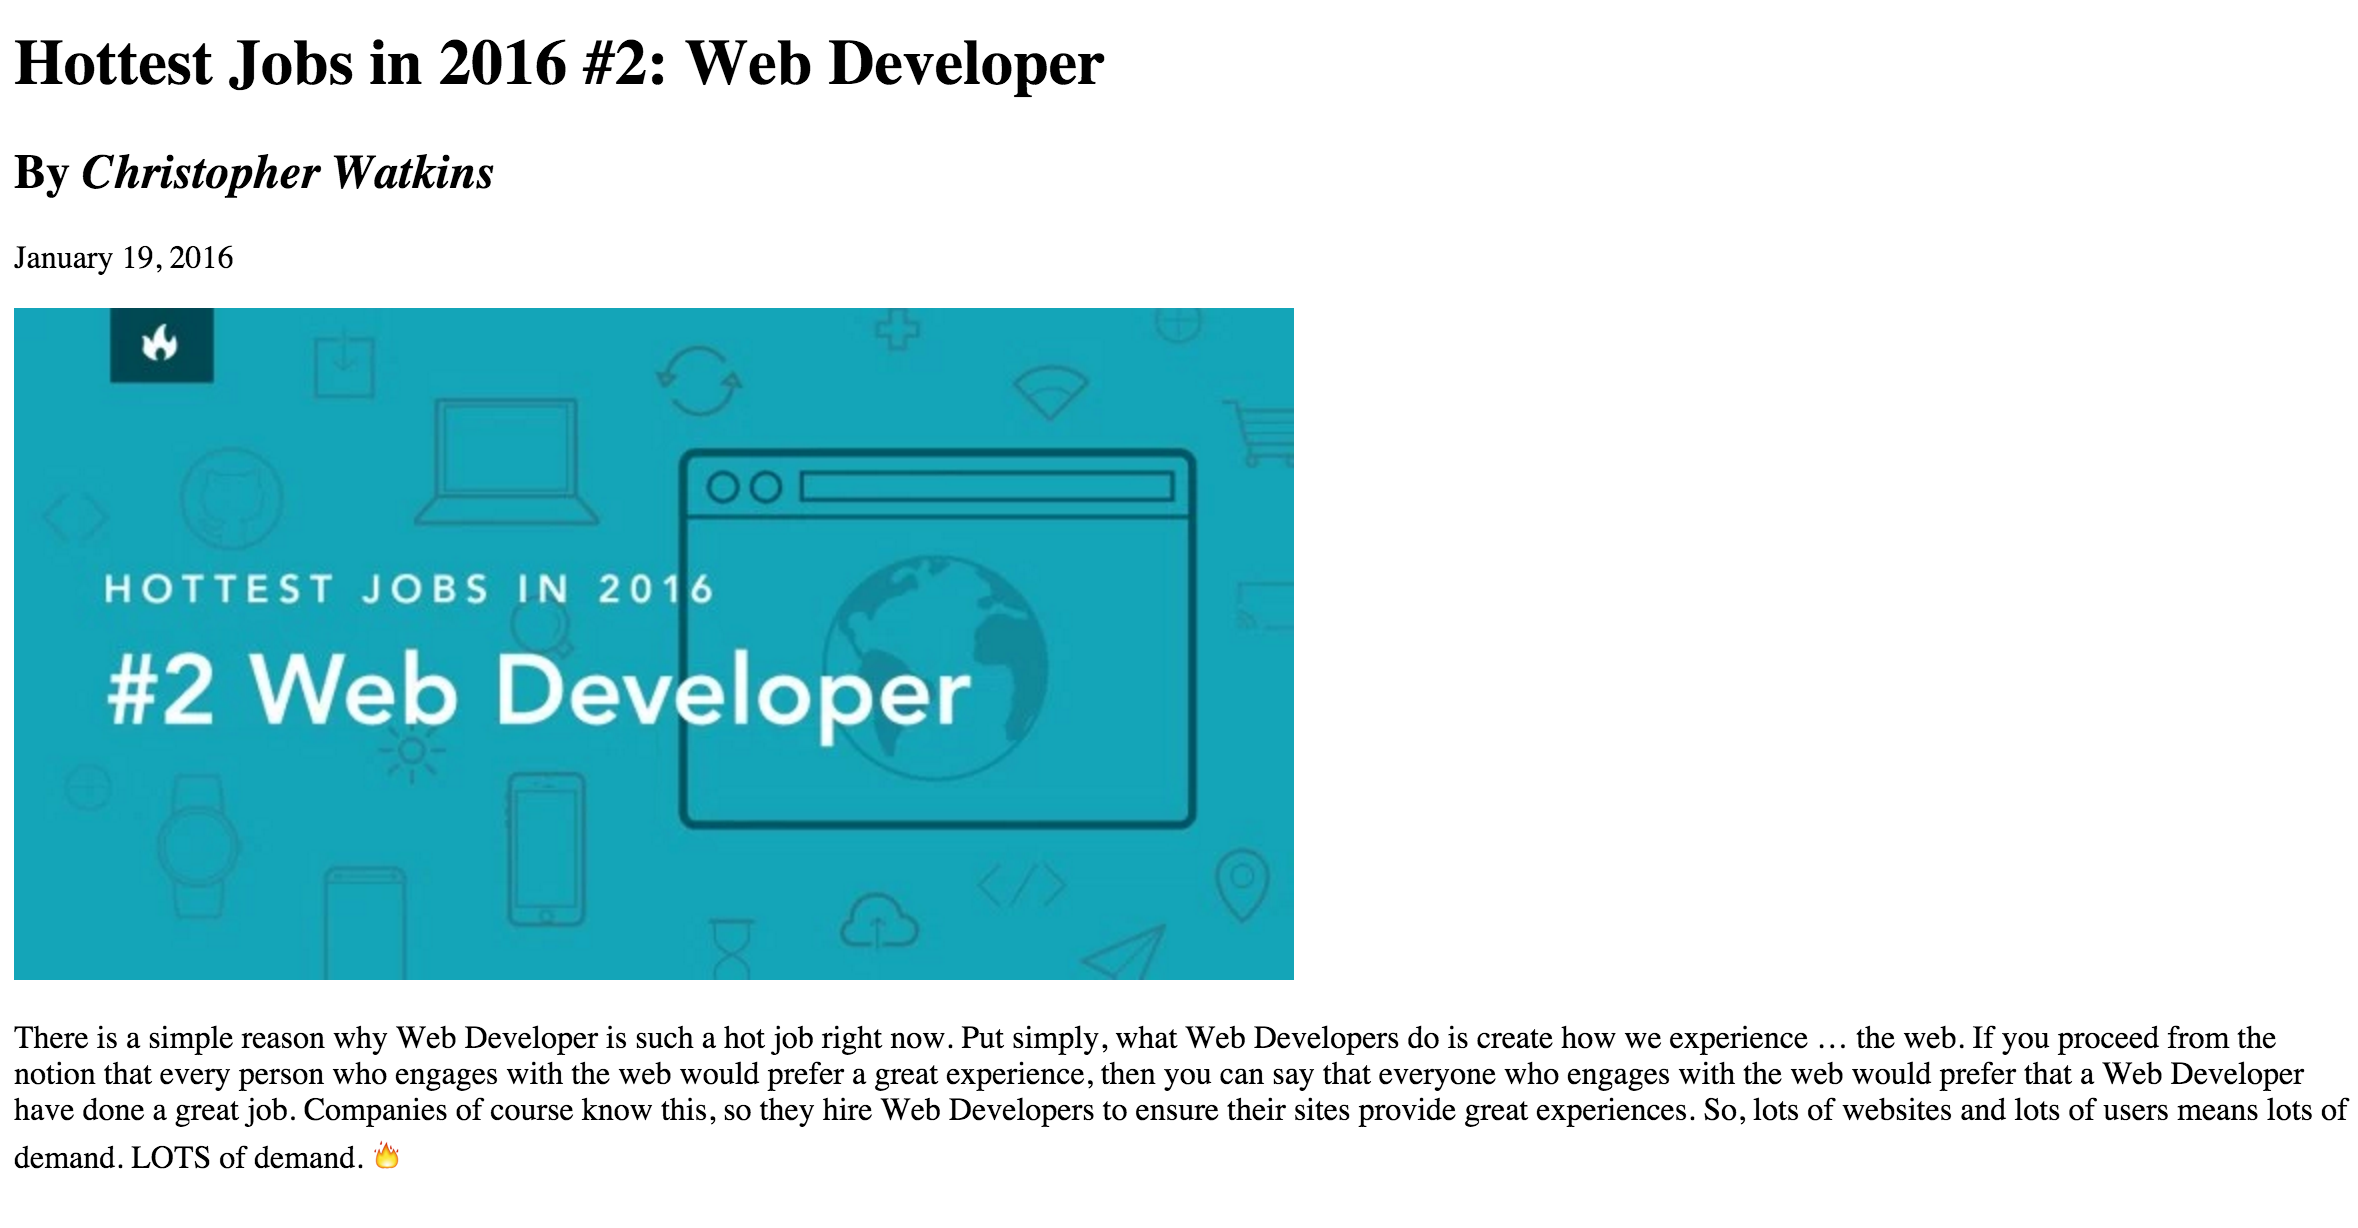 Hottest Jobs in 2016 #2: Web Developer
By Christopher Watkins
January 19, 2016
HOTTEST JOBS IN 2016
#2 Web Developer
</>
There is a simple reason why Web Developer is such a hot job right now. Put simply, what Web Developers do is create how we experience … the web. If you proceed from the
notion that every person who engages with the web would prefer a great experience, then you can say that everyone who engages with the web would prefer that a Web Developer
have done a great job. Companies of course know this, so they hire Web Developers to ensure their sites provide great experiences. So, lots of websites and lots of users means lots of
demand. LOTS of demand. 🔥